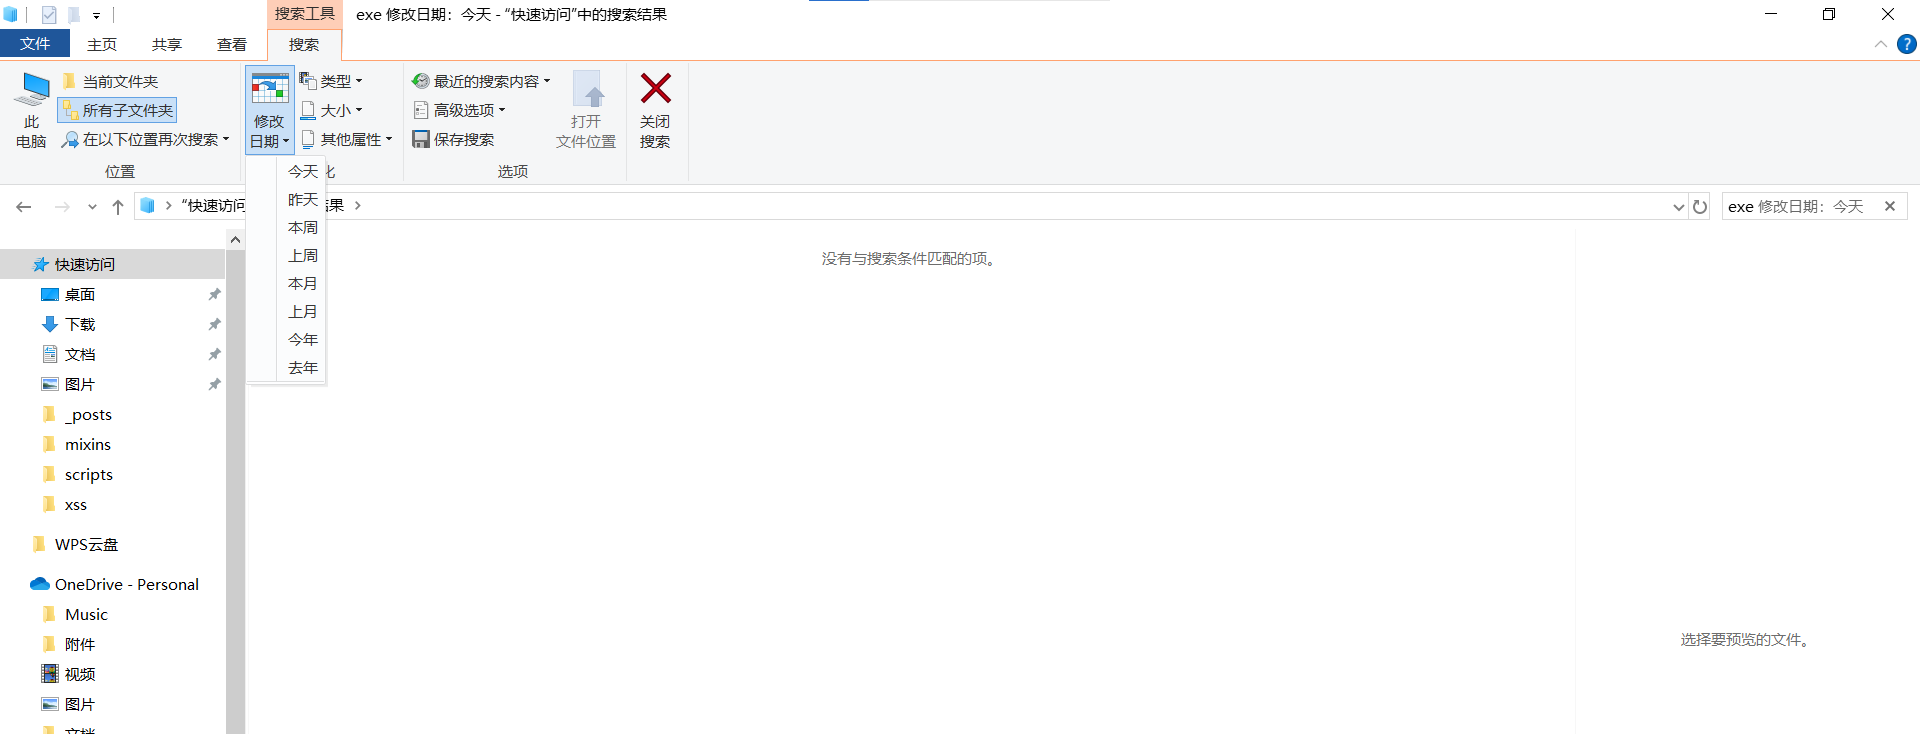 搜索工具
exe 修改日期：今天 - “快速访问”中的搜索结果
文件
主页
共享
查看
搜索
此
电脑
当前文件夹
所有子文件夹
在以下位置再次搜索
位置
修改
日期
类型
大小
其他属性
化
最近的搜索内容
高级选项
保存搜索
选项
打开
文件位置
关闭
搜索
今天
昨天
本周
上周
本月
上月
今年
去年
“快速访问
结果
exe 修改日期：今天
快速访问
桌面
下载
文档
图片
_posts
mixins
scripts
xss
WPS云盘
OneDrive - Personal
Music
附件
视频
图片
文档
没有与搜索条件匹配的项。
选择要预览的文件。